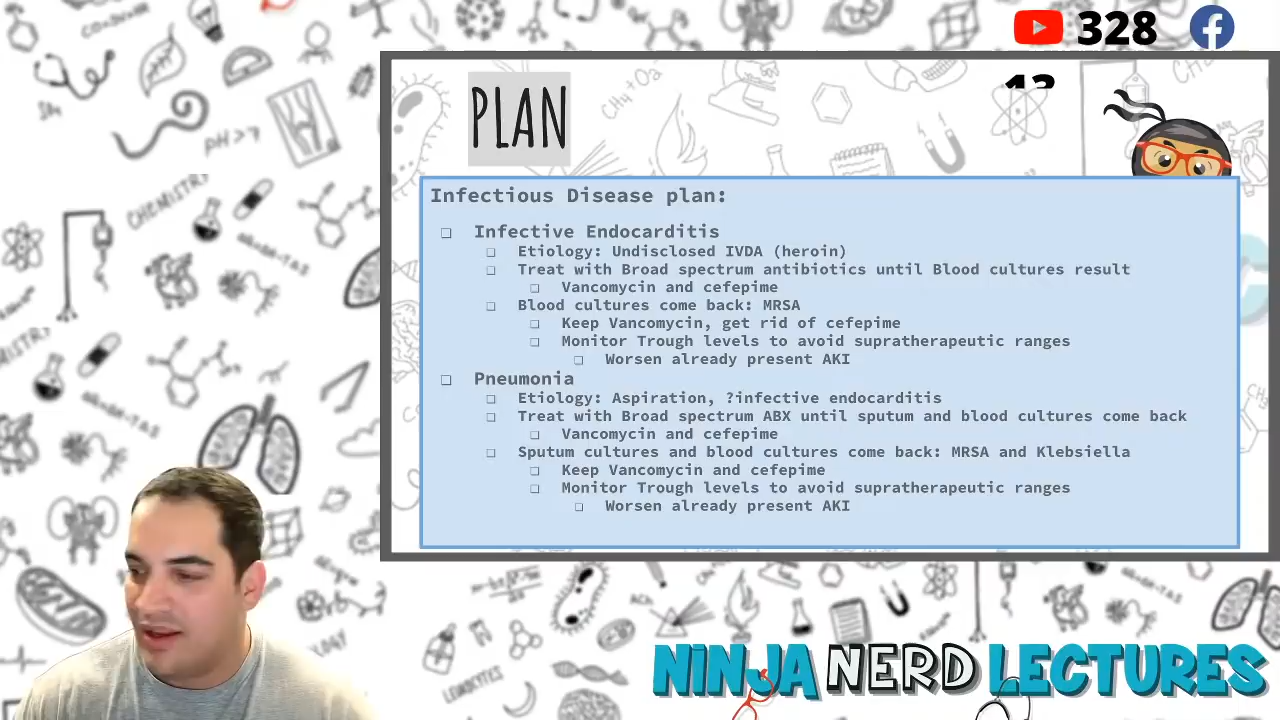 328
PLAN
Infectious Disease plan:
Infective Endocarditis
Etiology: Undisclosed IVDA (heroin)
Treat with Broad spectrum antibiotics until Blood cultures result
Vancomycin and cefepime
Blood cultures come back: MRSA
Keep Vancomycin, get rid of cefepime
Monitor Trough levels to avoid supratherapeutic ranges
Worsen already present AKI
Pneumonia
Etiology: Aspiration, ?infective endocarditis
Treat with Broad spectrum ABX until sputum and blood cultures come back
Vancomycin and cefepime
Sputum cultures and blood cultures come back: MRSA and Klebsiella
Keep Vancomycin and cefepime
Monitor Trough levels to avoid supratherapeutic ranges
Worsen already present AKI
CHEMISTRY
PH>7
LEUKOCYTES
NINJA NERD LECTURES